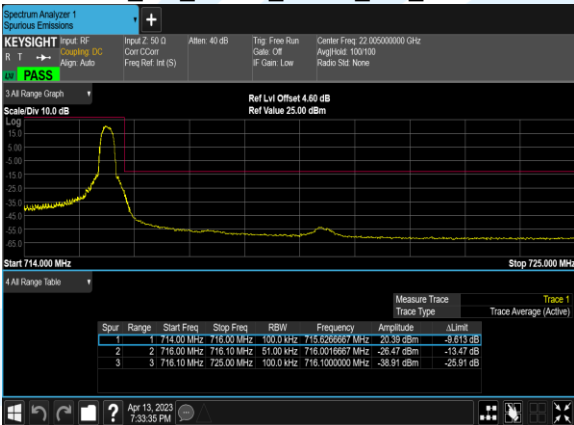 Spectrum Analyzer 1
Spurious Emissions
KEYSIGHT Input: RF Input Z: 50 Ω Atten: 40 dB Trig: Free Run Center Freq: 22.005000000 GHz
R T Coupling: DC Corr CCorr Gate: Off Avg|Hold: 100/100
Align: Auto Freq Ref: Int (S) IF Gain: Low Radio Std: None
PASS
3 All Range Graph
Ref Lvl Offset 4.60 dB
Scale/Div 10.0 dB Ref Value 25.00 dBm
Log
15.0
5.00
-5.00
-15.0
-25.0
-35.0
-45.0
-55.0
-65.0
Start 714.000 MHz Stop 725.000 MHz
4 All Range Table
Measure Trace Trace 1
Trace Type Trace Average (Active)
Spur Range Start Freq Stop Freq RBW Frequency Amplitude ΔLimit
1 1 714.00 MHz 716.00 MHz 100.0 kHz 715.6266667 MHz 20.39 dBm -9.613 dB
2 2 716.00 MHz 716.10 MHz 51.00 kHz 716.0016667 MHz -26.47 dBm -13.47 dB
3 3 716.10 MHz 725.00 MHz 100.0 kHz 716.1000000 MHz -38.91 dBm -25.91 dB
Apr 13, 2023
7:33:35 PM